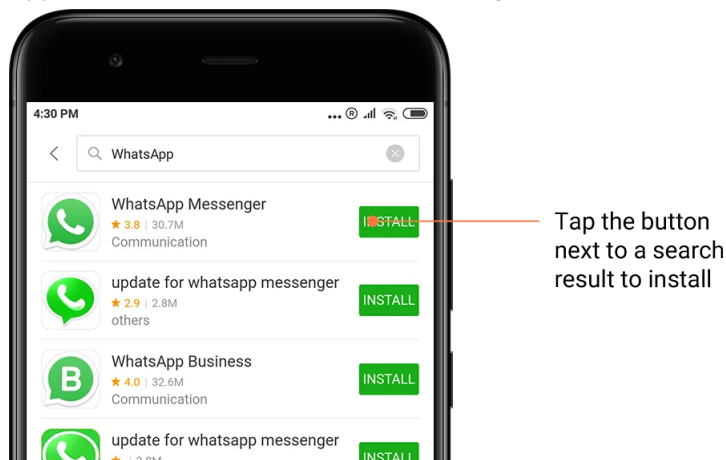 4:30 PM
WhatsApp
WhatsApp Messenger
INSTALL
★ 3.8 | 30.7M
Communication
Tap the button
next to a search
result to install
update for whatsapp messenger
★ 2.9 | 2.8M
INSTALL
others
WhatsApp Business
★ 4.0 | 32.6M
INSTALL
Communication
update for whatsapp messenger
INSTALL